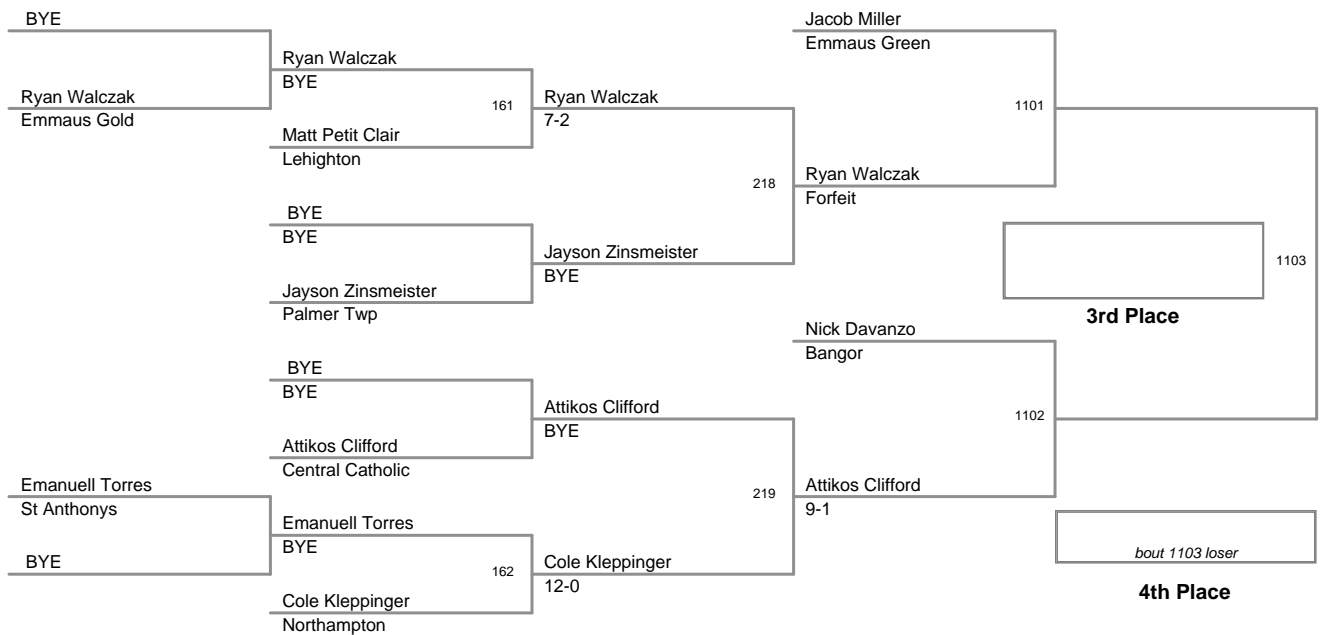 BYE
Ryan Walczak
Emmaus Gold
Ryan Walczak
BYE
161
Matt Petit Clair
Lehighton
Ryan Walczak
7-2
BYE
BYE
Jayson Zinsmeister
Palmer Twp
Jayson Zinsmeister
BYE
218
Jacob Miller
Emmaus Green
1101
Ryan Walczak
Forfeit
1103
3rd Place
BYE
BYE
Attikos Clifford
Central Catholic
Attikos Clifford
BYE
Emanuell Torres
St Anthonys
BYE
Emanuell Torres
BYE
162
Cole Kleppinger
Northampton
Cole Kleppinger
12-0
219
Nick Davanzo
Bangor
1102
Attikos Clifford
9-1
bout 1103 loser
4th Place